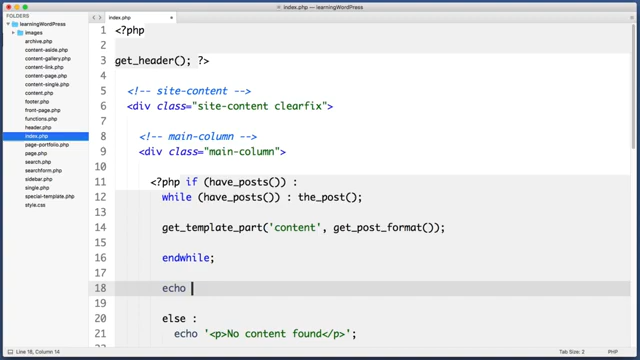 index.php — learningWordPress
FOLDERS
learningWordPress
images
archive.php
content-aside.php
content-gallery.php
content-link.php
content-page.php
content-single.php
content.php
footer.php
front-page.php
functions.php
header.php
index.php
page-portfolio.php
page.php
search.php
searchform.php
sidebar.php
single.php
special-template.php
style.css
index.php
1 <?php
2
3 get_header(); ?>
4
5 <!-- site-content -->
6 <div class="site-content clearfix">
7
8 <!-- main-column -->
9 <div class="main-column">
10
11 <?php if (have_posts()) :
12 while (have_posts()) : the_post();
13
14 get_template_part('content', get_post_format());
15
16 endwhile;
17
18 echo
19
20 else :
21 echo '<p>No content found</p>';
22
Line 18, Column 14
Tab Size: 2
PHP